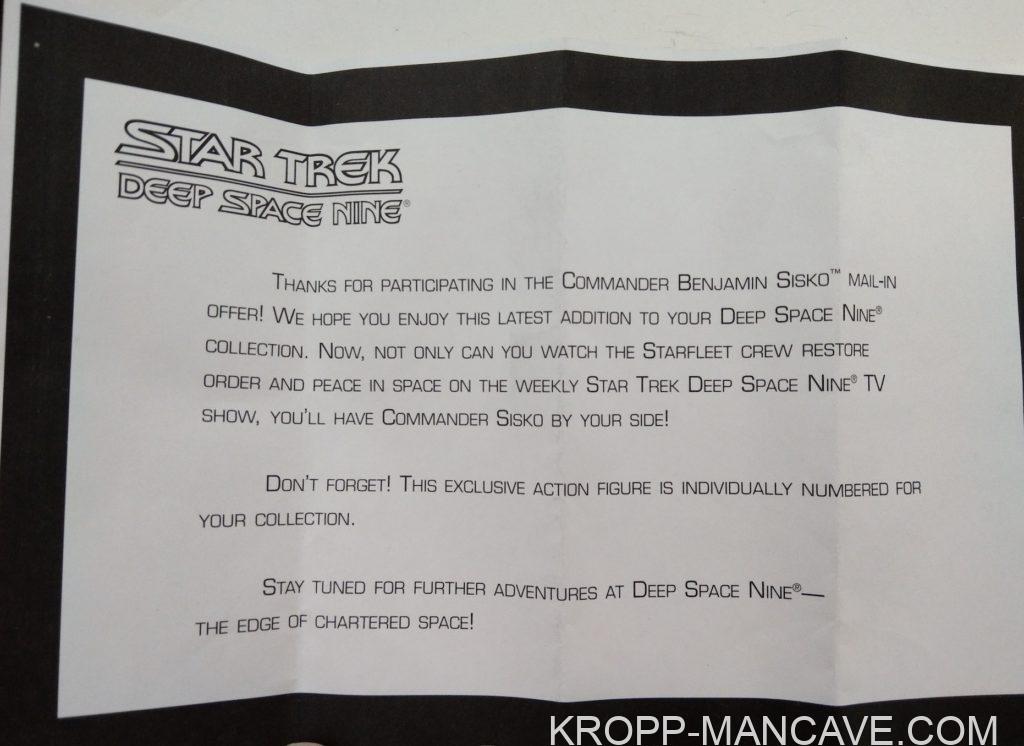 STAR TREK
DEEP SPACE NINE®
THANKS FOR PARTICIPATING IN THE COMMANDER BENJAMIN SISKO™ MAIL-IN
OFFER! WE HOPE YOU ENJOY THIS LATEST ADDITION TO YOUR DEEP SPACE NINE®
COLLECTION. NOW, NOT ONLY CAN YOU WATCH THE STARFLEET CREW RESTORE
ORDER AND PEACE IN SPACE ON THE WEEKLY STAR TREK DEEP SPACE NINE® TV
SHOW, YOU'LL HAVE COMMANDER SISKO BY YOUR SIDE!
DON'T FORGET! THIS EXCLUSIVE ACTION FIGURE IS INDIVIDUALLY NUMBERED FOR
YOUR COLLECTION.
STAY TUNED FOR FURTHER ADVENTURES AT DEEP SPACE NINE®—
THE EDGE OF CHARTERED SPACE!
KROPP-MANCAVE.COM